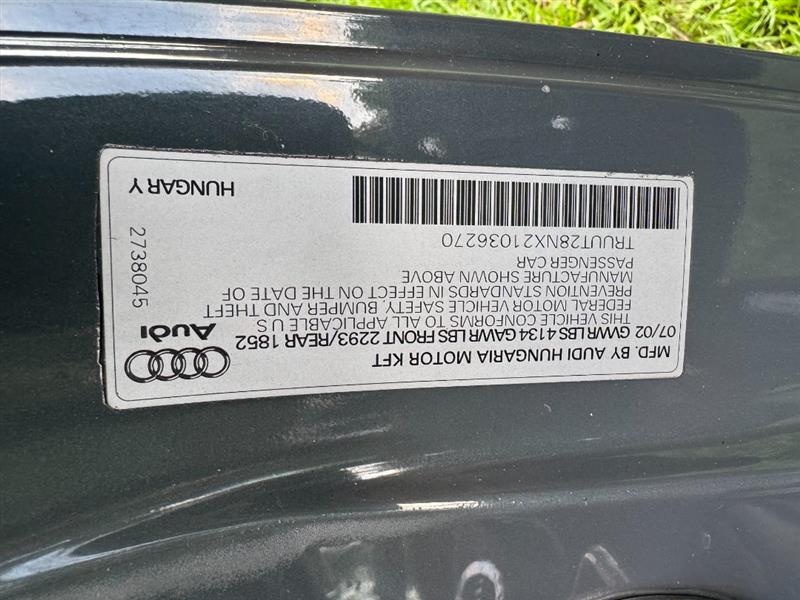 MFD. BY AUDI HUNGARIA MOTOR KFT
07/02 GVWR LBS 4134 GAWR LBS FRONT 2293/REAR 1852
THIS VEHICLE CONFORMS TO ALL APPLICABLE U S
FEDERAL MOTOR VEHICLE SAFETY, BUMPER AND THEFT
PREVENTION STANDARDS IN EFFECT ON THE DATE OF
MANUFACTURE SHOWN ABOVE
PASSENGER CAR
TRUUT28NX21036270
Audi
2738045
HUNGARY